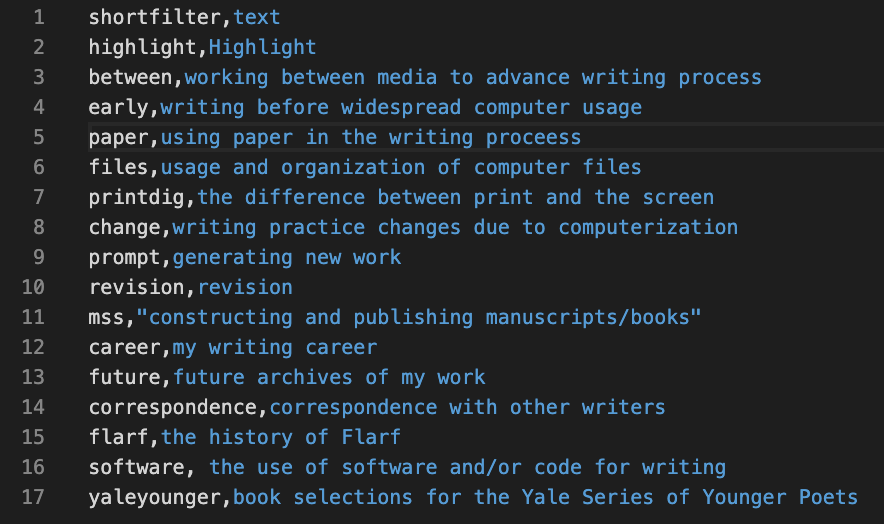 1 shortfilter,text
2 highlight,Highlight
3 between,working between media to advance writing process
4 early,writing before widespread computer usage
5 paper,using paper in the writing proceess
6 files,usage and organization of computer files
7 printdig,the difference between print and the screen
8 change,writing practice changes due to computerization
9 prompt,generating new work
10 revision,revision
11 mss,"constructing and publishing manuscripts/books"
12 career,my writing career
13 future,future archives of my work
14 correspondence,correspondence with other writers
15 flarf,the history of Flarf
16 software, the use of software and/or code for writing
17 yaleyounger,book selections for the Yale Series of Younger Poets